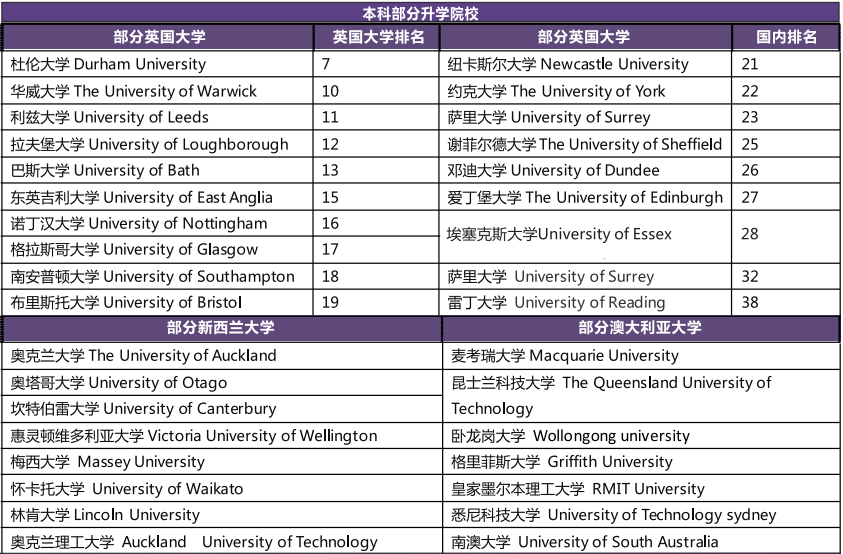 本科部分升学院校
部分英国大学 英国大学排名 部分英国大学 国内排名
杜伦大学 Durham University 7 纽卡斯尔大学 Newcastle University 21
华威大学 The University of Warwick 10 约克大学 The University of York 22
利兹大学 University of Leeds 11 萨里大学 University of Surrey 23
拉夫堡大学 University of Loughborough 12 谢菲尔德大学 The University of Sheffield 25
巴斯大学 University of Bath 13 邓迪大学 University of Dundee 26
东英吉利大学 University of East Anglia 15 爱丁堡大学 The University of Edinburgh 27
诺丁汉大学 University of Nottingham 16 埃塞克斯大学University of Essex 28
格拉斯哥大学 University of Glasgow 17
南安普顿大学 University of Southampton 18 萨里大学 University of Surrey 32
布里斯托大学 University of Bristol 19 雷丁大学 University of Reading 38
部分新西兰大学 部分澳大利亚大学
奥克兰大学 The University of Auckland 麦考瑞大学 Macquarie University
奥塔哥大学 University of Otago 昆士兰科技大学 The Queensland University of
坎特伯雷大学 University of Canterbury Technology
惠灵顿维多利亚大学 Victoria University of Wellington 卧龙岗大学 Wollongong university
梅西大学 Massey University 格里菲斯大学 Griffith University
怀卡托大学 University of Waikato 皇家墨尔本理工大学 RMIT University
林肯大学 Lincoln University 悉尼科技大学 University of Technology sydney
奥克兰理工大学 Auckland University of Technology 南澳大学 University of South Australia